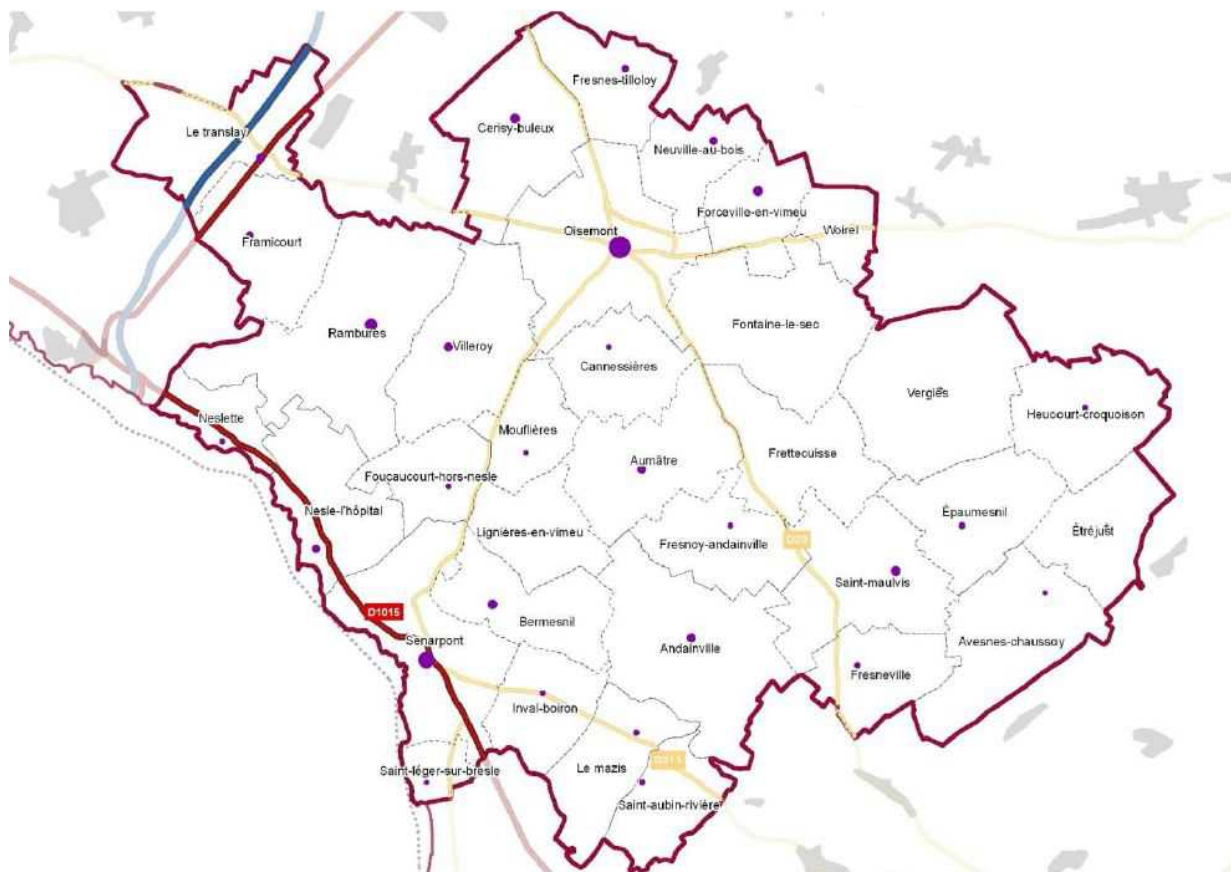 Fresnes-tilloloy
Cerisy-buleux
Le translay
Neuville-au-bois
Forceville-en-vimeu
Oisemont
Woirel
Framicourt
Fontaine-le-sec
Rambures
Villeroy
Cannessières
Vergies
Heucourt-croquoison
Neslette
Mouflières
Frettecuisse
Aumâtre
Foucaucourt-hors-nesle
Nesle-l'hôpital
Épaumesnil
Étréjust
Lignières-en-vimeu
Fresnoy-andainville
Saint-maulvis
D1015
Senarpont
Bermesnil
Andainville
Avesnes-chaussoy
Fresneville
Inval-boiron
Le mazis
Saint-léger-sur-bresle
Saint-aubin-rivière